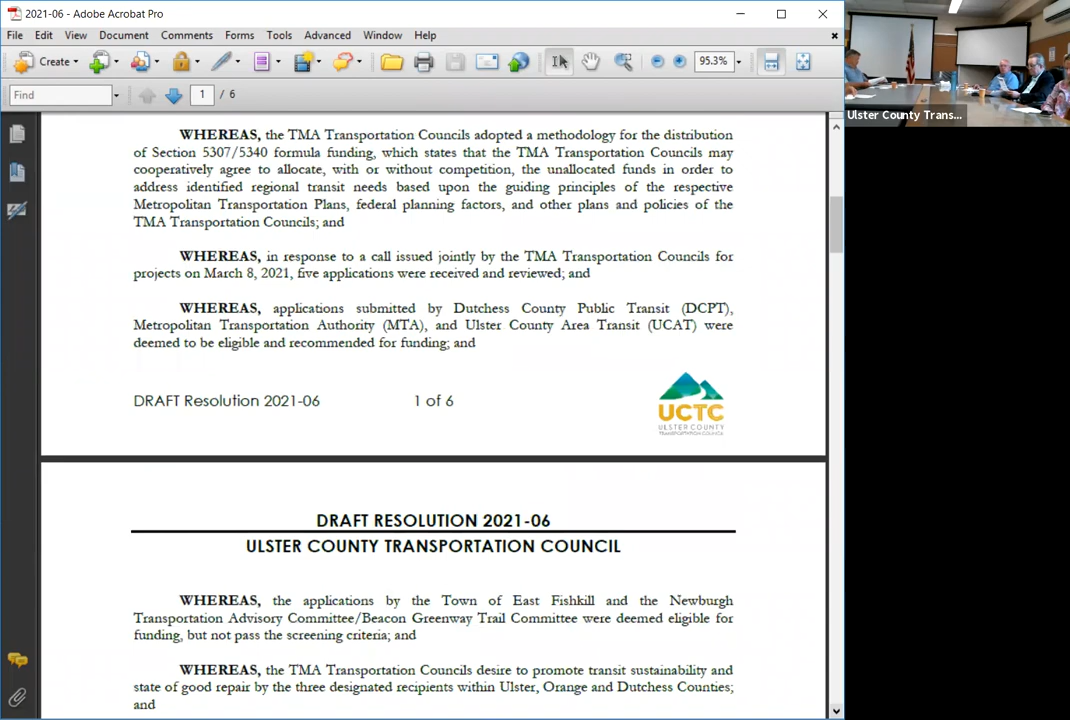 2021-06 - Adobe Acrobat Pro
File Edit View Document Comments Forms Tools Advanced Window Help
Create
95.3%
Find
1 / 6
WHEREAS, the TMA Transportation Councils adopted a methodology for the distribution
of Section 5307/5340 formula funding, which states that the TMA Transportation Councils may
cooperatively agree to allocate, with or without competition, the unallocated funds in order to
address identified regional transit needs based upon the guiding principles of the respective
Metropolitan Transportation Plans, federal planning factors, and other plans and policies of the
TMA Transportation Councils; and
WHEREAS, in response to a call issued jointly by the TMA Transportation Councils for
projects on March 8, 2021, five applications were received and reviewed; and
WHEREAS, applications submitted by Dutchess County Public Transit (DCPT),
Metropolitan Transportation Authority (MTA), and Ulster County Area Transit (UCAT) were
deemed to be eligible and recommended for funding; and
DRAFT Resolution 2021-06 1 of 6
UCTC
ULSTER COUNTY
TRANSPORTATION COUNCIL
DRAFT RESOLUTION 2021-06
ULSTER COUNTY TRANSPORTATION COUNCIL
WHEREAS, the applications by the Town of East Fishkill and the Newburgh
Transportation Advisory Committee/Beacon Greenway Trail Committee were deemed eligible for
funding, but not pass the screening criteria; and
WHEREAS, the TMA Transportation Councils desire to promote transit sustainability and
state of good repair by the three designated recipients within Ulster, Orange and Dutchess Counties;
and
Ulster County Trans...